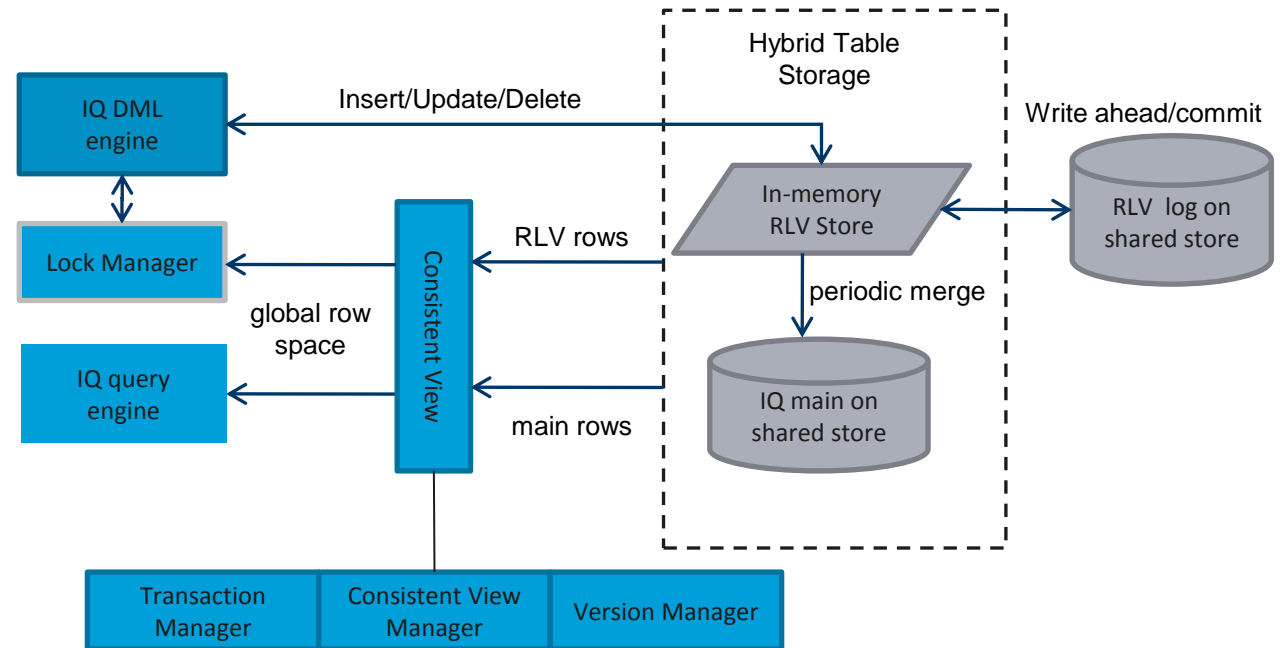 Hybrid Table
Storage
IQ DML
engine
Insert/Update/Delete
Write ahead/commit
In-memory
RLV Store
RLV log on
shared store
Lock Manager
RLV rows
Consistent View
periodic merge
global row
space
IQ query
engine
main rows
IQ main on
shared store
Transaction
Manager
Consistent View
Manager
Version Manager